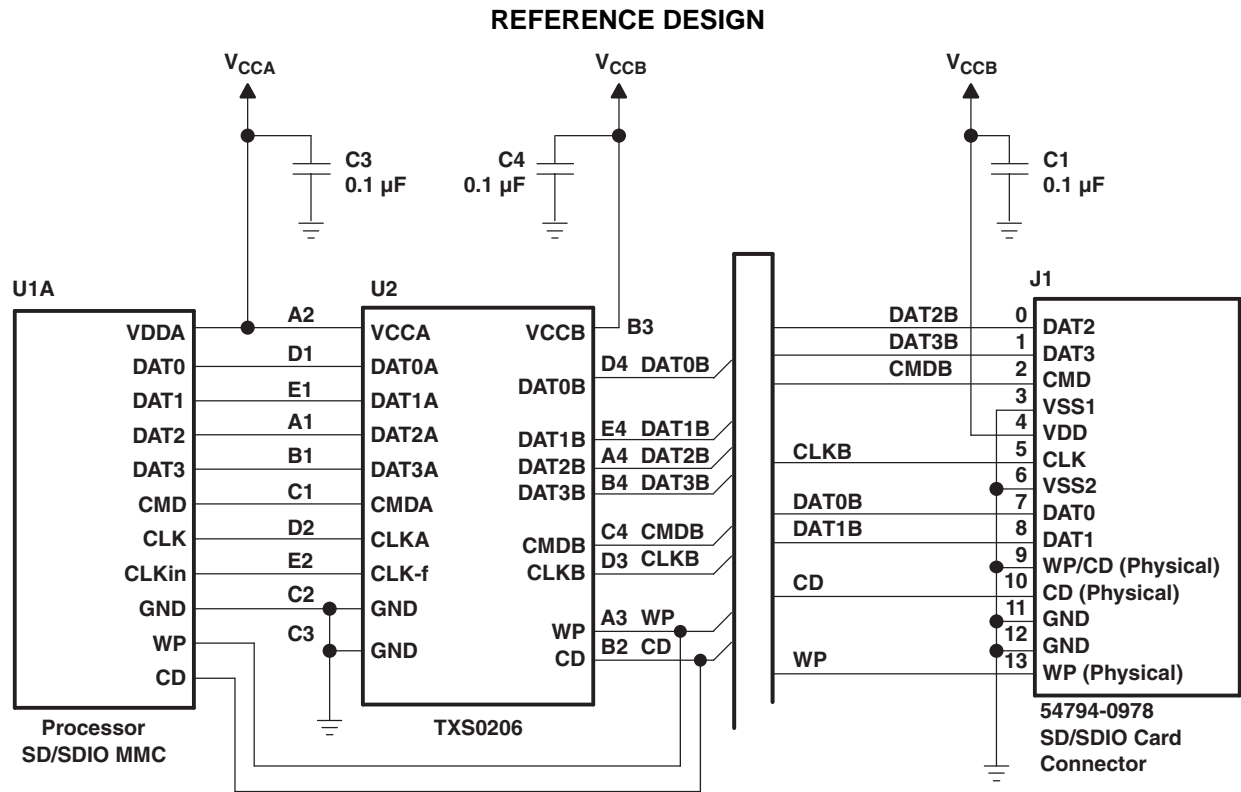 REFERENCE DESIGN
VCCA
VCCB
VCCB
C3
0.1 µF
C4
0.1 µF
C1
0.1 µF
U1A
U2
J1
VDDA
A2
VCCA
VCCB
B3
DAT0
D1
DAT0A
DAT0B
D4 DAT0B
DAT1
E1
DAT1A
DAT1B
E4 DAT1B
DAT2
A1
DAT2A
DAT2B
A4 DAT2B
DAT3
B1
DAT3A
DAT3B
B4 DAT3B
CMD
C1
CMDA
CMDB
C4 CMDB
CLK
D2
CLKA
CLKB
D3 CLKB
CLKin
E2
CLK-f
GND
C2
GND
C3
GND
WP
WP
A3 WP
CD
CD
B2 CD
Processor
SD/SDIO MMC
TXS0206
DAT2B
0
DAT2
DAT3B
1
DAT3
CMDB
2
CMD
3
VSS1
4
VDD
CLKB
5
CLK
6
VSS2
DAT0B
7
DAT0
DAT1B
8
DAT1
9
WP/CD (Physical)
CD
10
CD (Physical)
11
GND
12
GND
WP
13
WP (Physical)
54794-0978
SD/SDIO Card
Connector